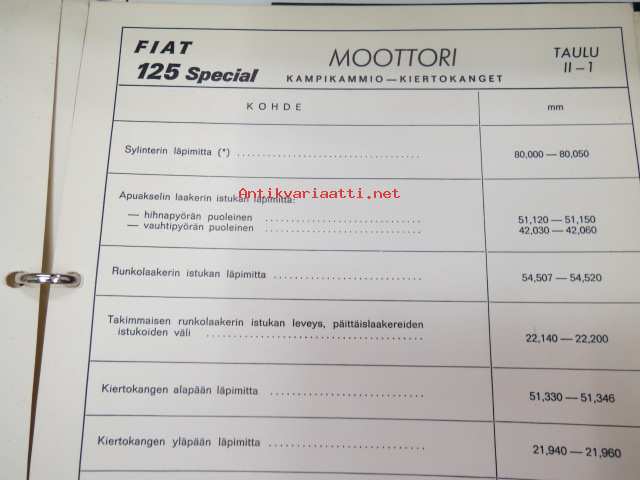 FIAT
125 Special
MOOTTORI
KAMPIKAMMIO—KIERTOKANGET
TAULU
II–1
KOHDE
mm
Sylinterin läpimitta (*) 80,000 — 80,050
Apuakselin laakerin istukan läpimitta:
— hihnapyörän puoleinen 51,120 — 51,150
— vauhtipyörän puoleinen 42,030 — 42,060
Antikvariaatti.net
Runkolaakerin istukan läpimitta 54,507 — 54,520
Takimmaisen runkolaakerin istukan leveys, päittäislaakereiden
istukoiden väli 22,140 — 22,200
Kiertokangen alapään läpimitta 51,330 — 51,346
Kiertokangen yläpään läpimitta 21,940 — 21,960